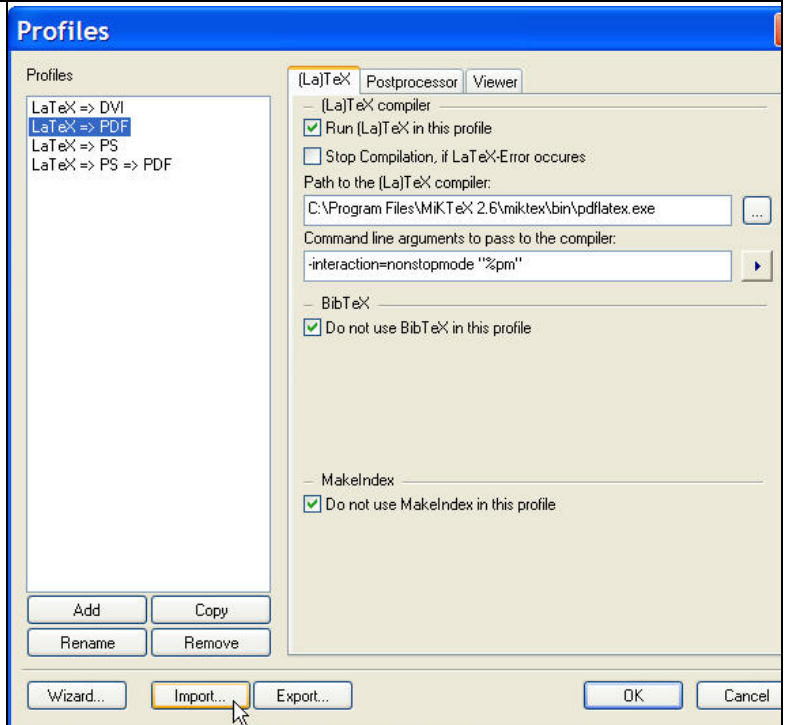 Profiles
Profiles
LaTeX => DVI
LaTeX => PDF
LaTeX => PS
LaTeX => PS => PDF
Add Copy
Rename Remove
(La)TeX Postprocessor Viewer
(La)TeX compiler
Run (La)TeX in this profile
Stop Compilation, if LaTeX-Error occures
Path to the (La)TeX compiler:
C:\Program Files\MiKTeX 2.6\miktex\bin\pdflatex.exe ...
Command line arguments to pass to the compiler:
-interaction=nonstopmode "%pm"
BibTeX
Do not use BibTeX in this profile
MakeIndex
Do not use MakeIndex in this profile
Wizard... Import... Export... OK Cancel